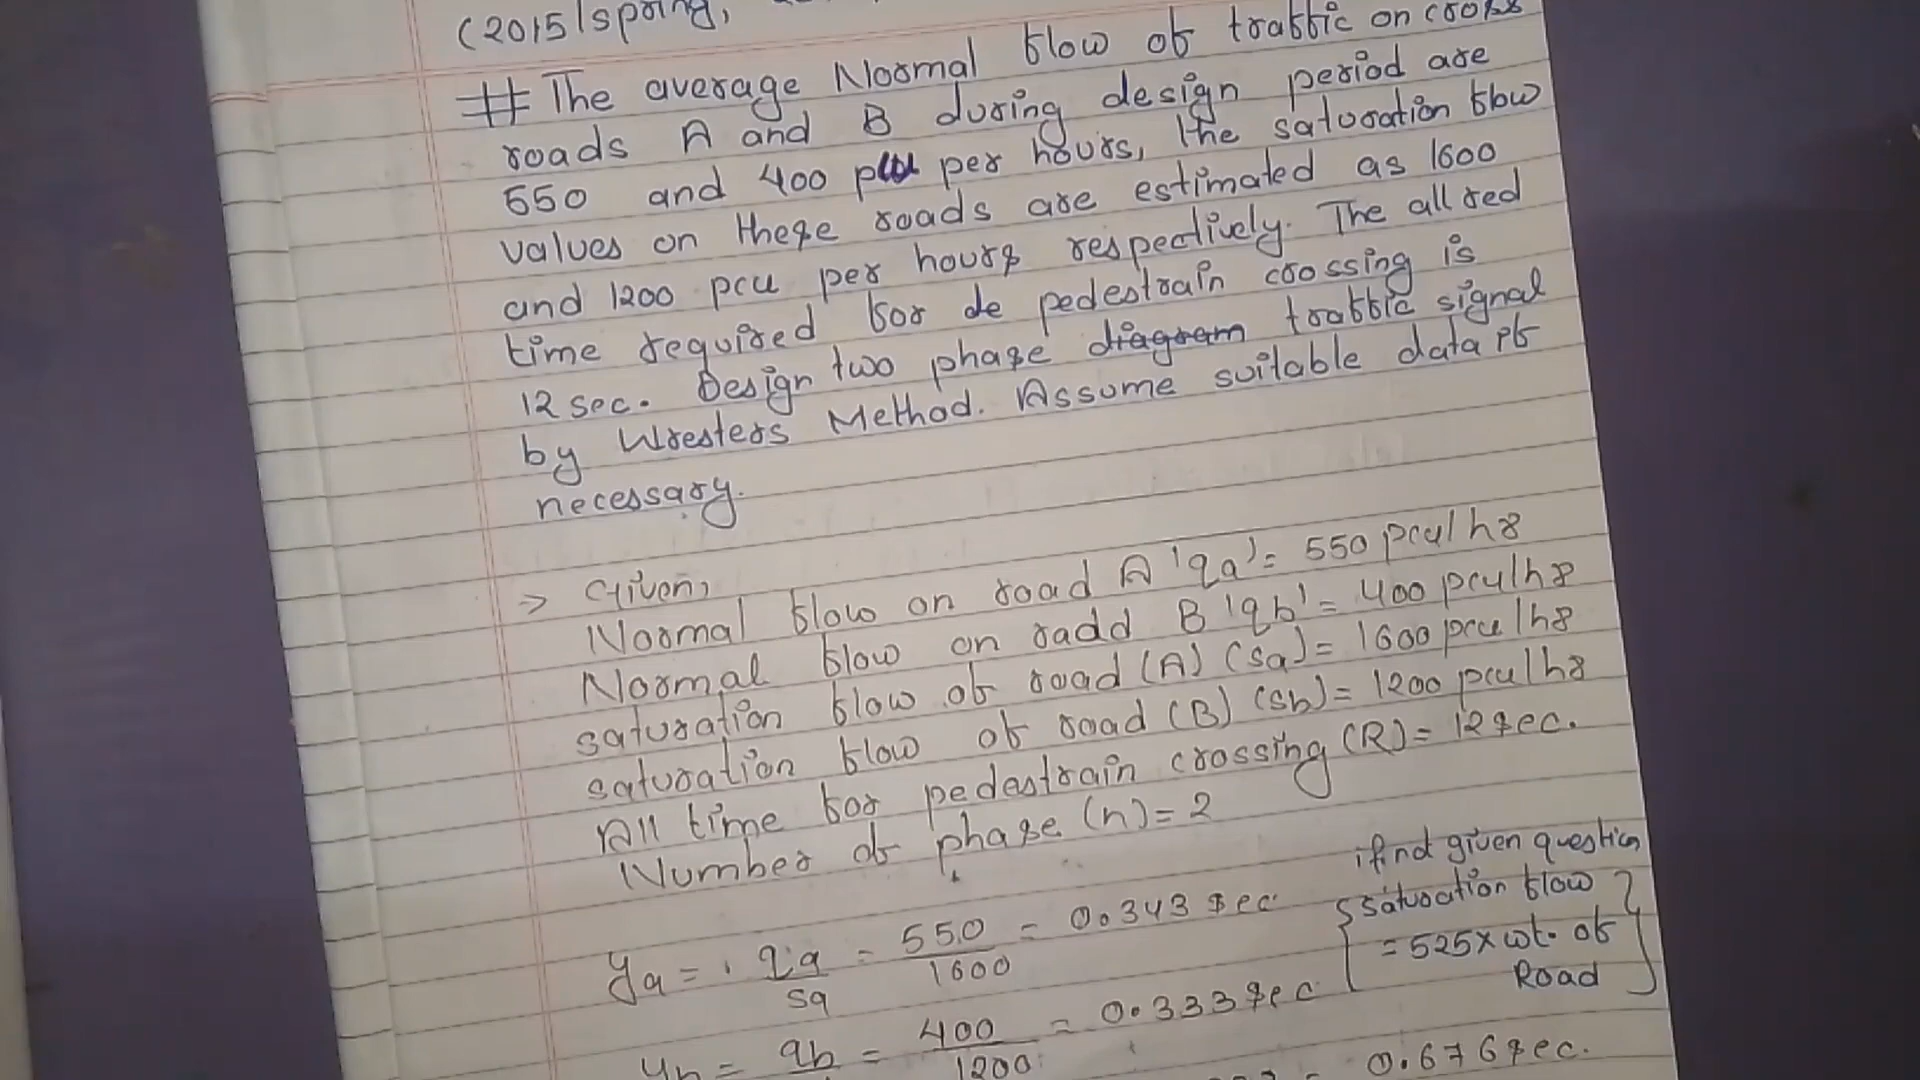 (2015/spring,
# The average Normal flow of traffic on cross
roads A and B during design period are
550 and 400 pcu per hours, the saturation flow
values on these roads are estimated as 1600
and 1200 pcu per hours respectively. The all red
time required for de pedestrain crossing is
12 sec. Design two phase diagram traffic signal
by Wresters Method. Assume suitable data if
necessary.
=> Given,
Normal flow on road A 'qa' = 550 pcu/hr
Normal flow on radd B 'qb' = 400 pcu/hr
saturation flow of road (A) (sa) = 1600 pcu/hr
saturation flow of road (B) (sb) = 1200 pcu/hr
All time for pedestrain crossing (R) = 12 sec.
Number of phase (n) = 2
ifind given question
ya = qa/sa = 550/1600 = 0.343 sec
{saturation flow = 525 x wt. of Road}
yb = qb = 400/1200 = 0.333 sec
= 0.676 sec.